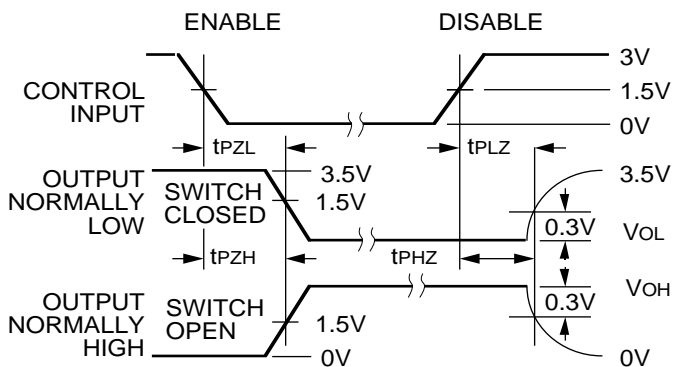 ENABLE DISABLE
3V
CONTROL INPUT 1.5V
0V
tPZL tPLZ
OUTPUT NORMALLY LOW
SWITCH CLOSED
3.5V 3.5V
1.5V
0.3V VOL
tPZH tPHZ
OUTPUT NORMALLY HIGH
SWITCH OPEN
VOH
0.3V
1.5V
0V 0V